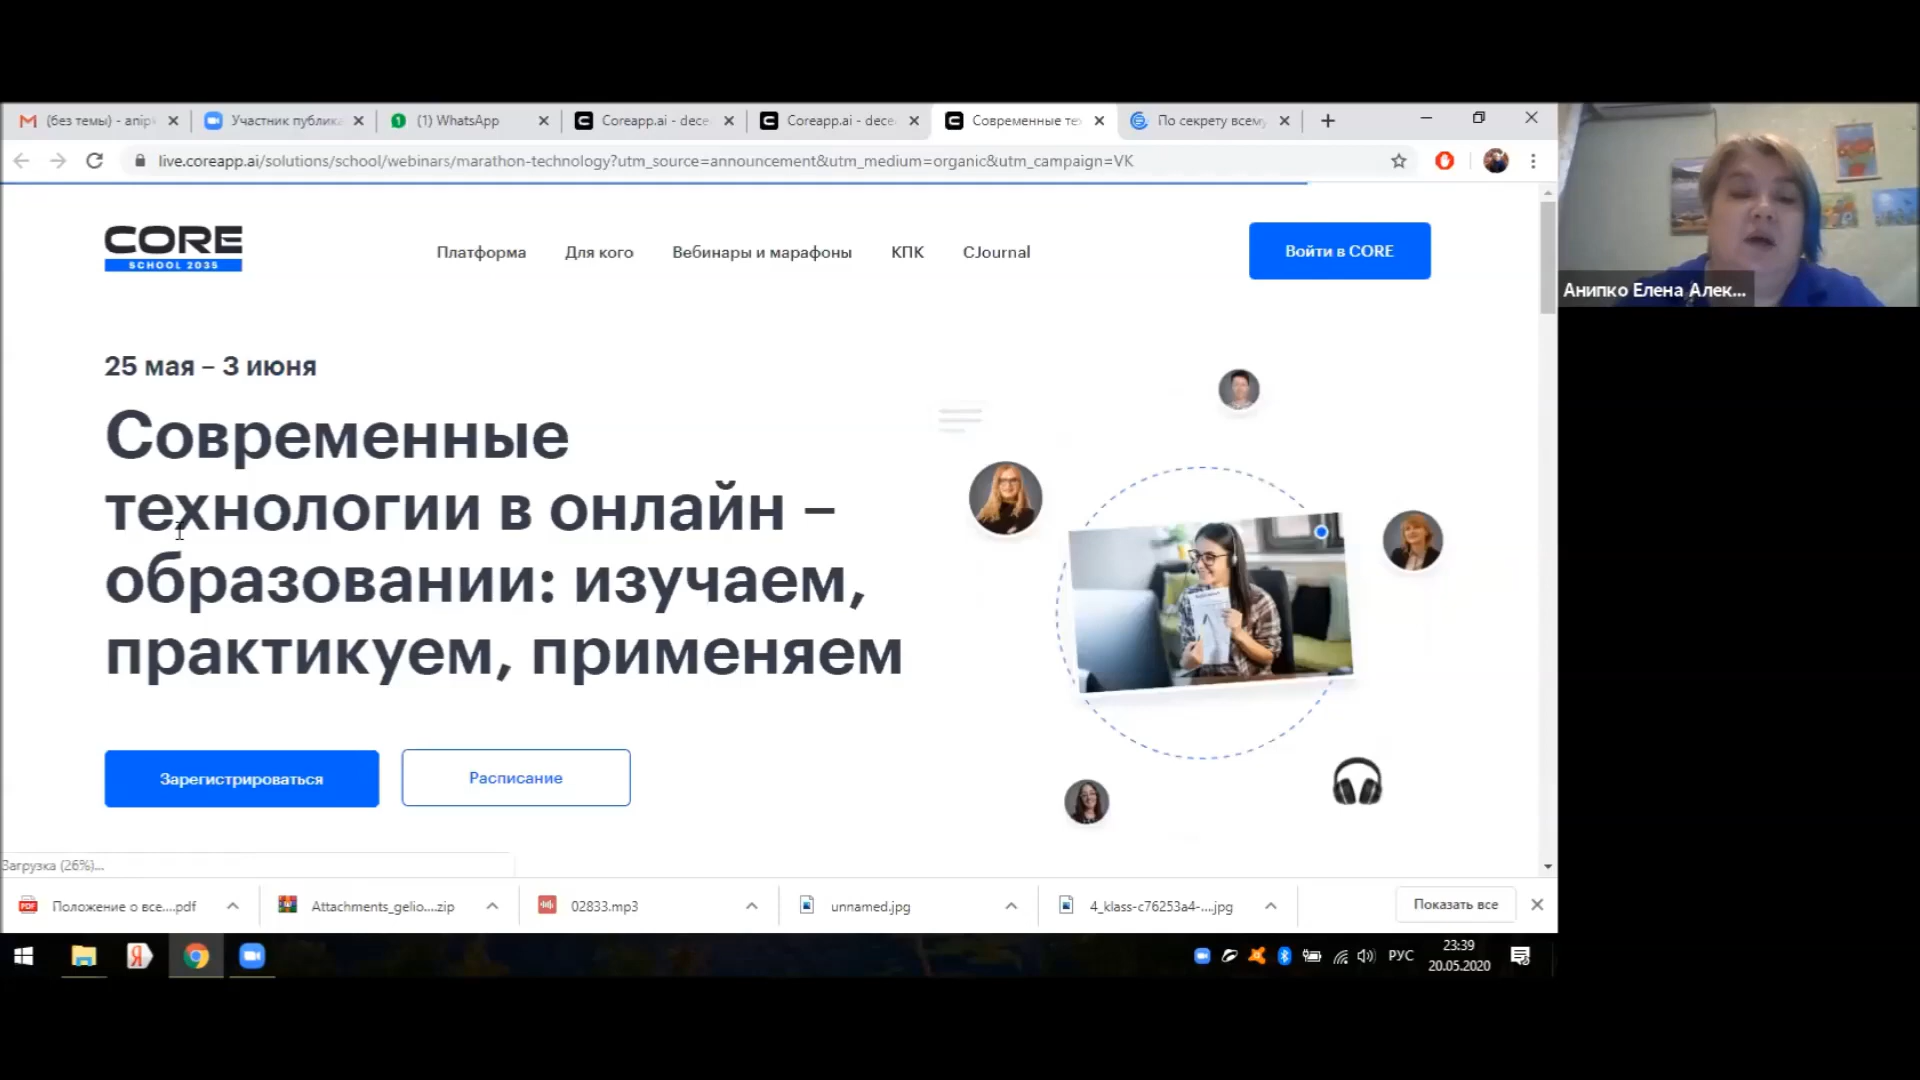 (без темы) - anip
Участник публика
(1) WhatsApp
Coreapp.ai - dece
Coreapp.ai - dece
Современные те
По секрету всему
live.coreapp.ai/solutions/school/webinars/marathon-technology?utm_source=announcement&utm_medium=organic&utm_campaign=VK
CORE
SCHOOL 2035
Платформа
Для кого
Вебинары и марафоны
КПК
CJournal
Войти в CORE
Анипко Елена Алек...
25 мая – 3 июня
Современные
технологии в онлайн –
образовании: изучаем,
практикуем, применяем
Зарегистрироваться
Расписание
Загрузка (26%)...
Положение о все....pdf
Attachments_gelio....zip
02833.mp3
unnamed.jpg
4_klass-c76253a4-....jpg
Показать все
РУС
23:39
20.05.2020